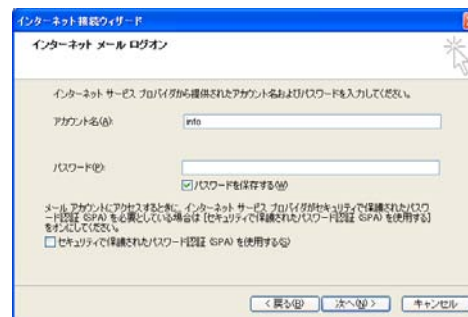 インターネット接続ウィザード
インターネット メール ログオン
インターネット サービス プロバイダから提供されたアカウント名およびパスワードを入力してください。
アカウント名(A):
info
パスワード(P):
パスワードを保存する(W)
メール アカウントにアクセスするときに、インターネット サービス プロバイダがセキュリティで保護されたパスワ
ード認証 (SPA) を必要としている場合は [セキュリティで保護されたパスワード認証 (SPA) を使用する]
をオンにしてください。
セキュリティで保護されたパスワード認証 (SPA) を使用する(S)
< 戻る(B)
次へ(N) >
キャンセル